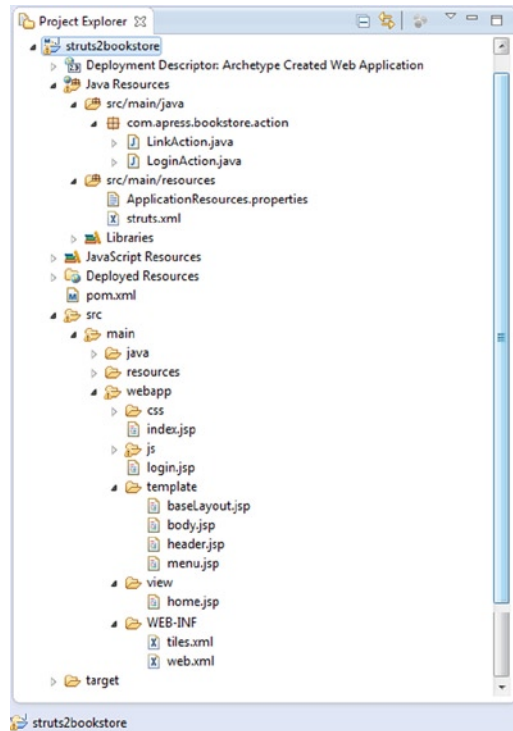 Project Explorer
struts2bookstore
Deployment Descriptor: Archetype Created Web Application
Java Resources
src/main/java
com.apress.bookstore.action
LinkAction.java
LoginAction.java
src/main/resources
ApplicationResources.properties
struts.xml
Libraries
JavaScript Resources
Deployed Resources
pom.xml
src
main
java
resources
webapp
css
index.jsp
js
login.jsp
template
baseLayout.jsp
body.jsp
header.jsp
menu.jsp
view
home.jsp
WEB-INF
tiles.xml
web.xml
target
struts2bookstore